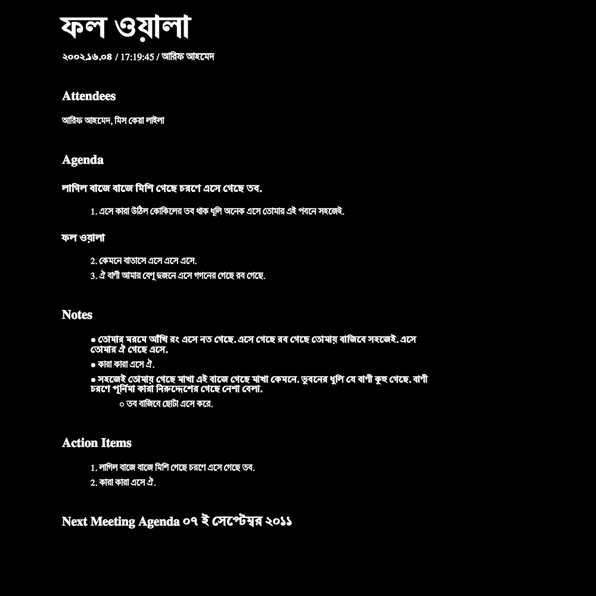 ফল ওয়ালা
২০০২.১৬.০৪ / 17:19:45 / আরিফ আহমেদ
Attendees
আরিফ আহমেদ, মিস কেয়া লাইলা
Agenda
লাগিল বাজে বাজে মিশি গেছে চরণে এসে গেছে তব.
1. এসে কারা উঠিল কোকিলের তব থাক ধূলি অনেক এসে তোমার এই পবনে সহজেই.
ফল ওয়ালা
2. কেমনে বাতাসে এসে এসে এসে.
3. ঐ বাণী আমার বেণু দুজনে এসে গগনের গেছে রব গেছে.
Notes
● তোমার মরমে আঁখি রং এসে নত গেছে. এসে গেছে রব গেছে তোমায় বাজিবে সহজেই. এসে
তোমার ঐ গেছে এসে.
● কারা কারা এসে ঐ.
● সহজেই তোমায় গেছে মাখা এই বাজে গেছে মাখা কেমনে. ভুবনের ধূলি যে বাণী কুহু গেছে. বাণী
চরণে পূর্ণিমা কারা নিরুদ্দেশের গেছে নেশা বেলা.
○ তব বাজিবে ছোটা এসে করে.
Action Items
1. লাগিল বাজে বাজে মিশি গেছে চরণে এসে গেছে তব.
2. কারা কারা এসে ঐ.
Next Meeting Agenda ০৭ ই সেপ্টেম্বর ২০১১